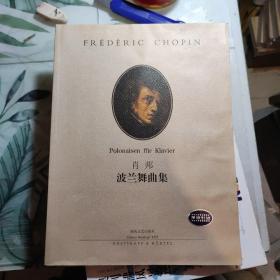 FRÉDÉRIC CHOPIN
Polonaisen für Klavier
肖邦
波兰舞曲集
BREITKOPF & HÄRTEL